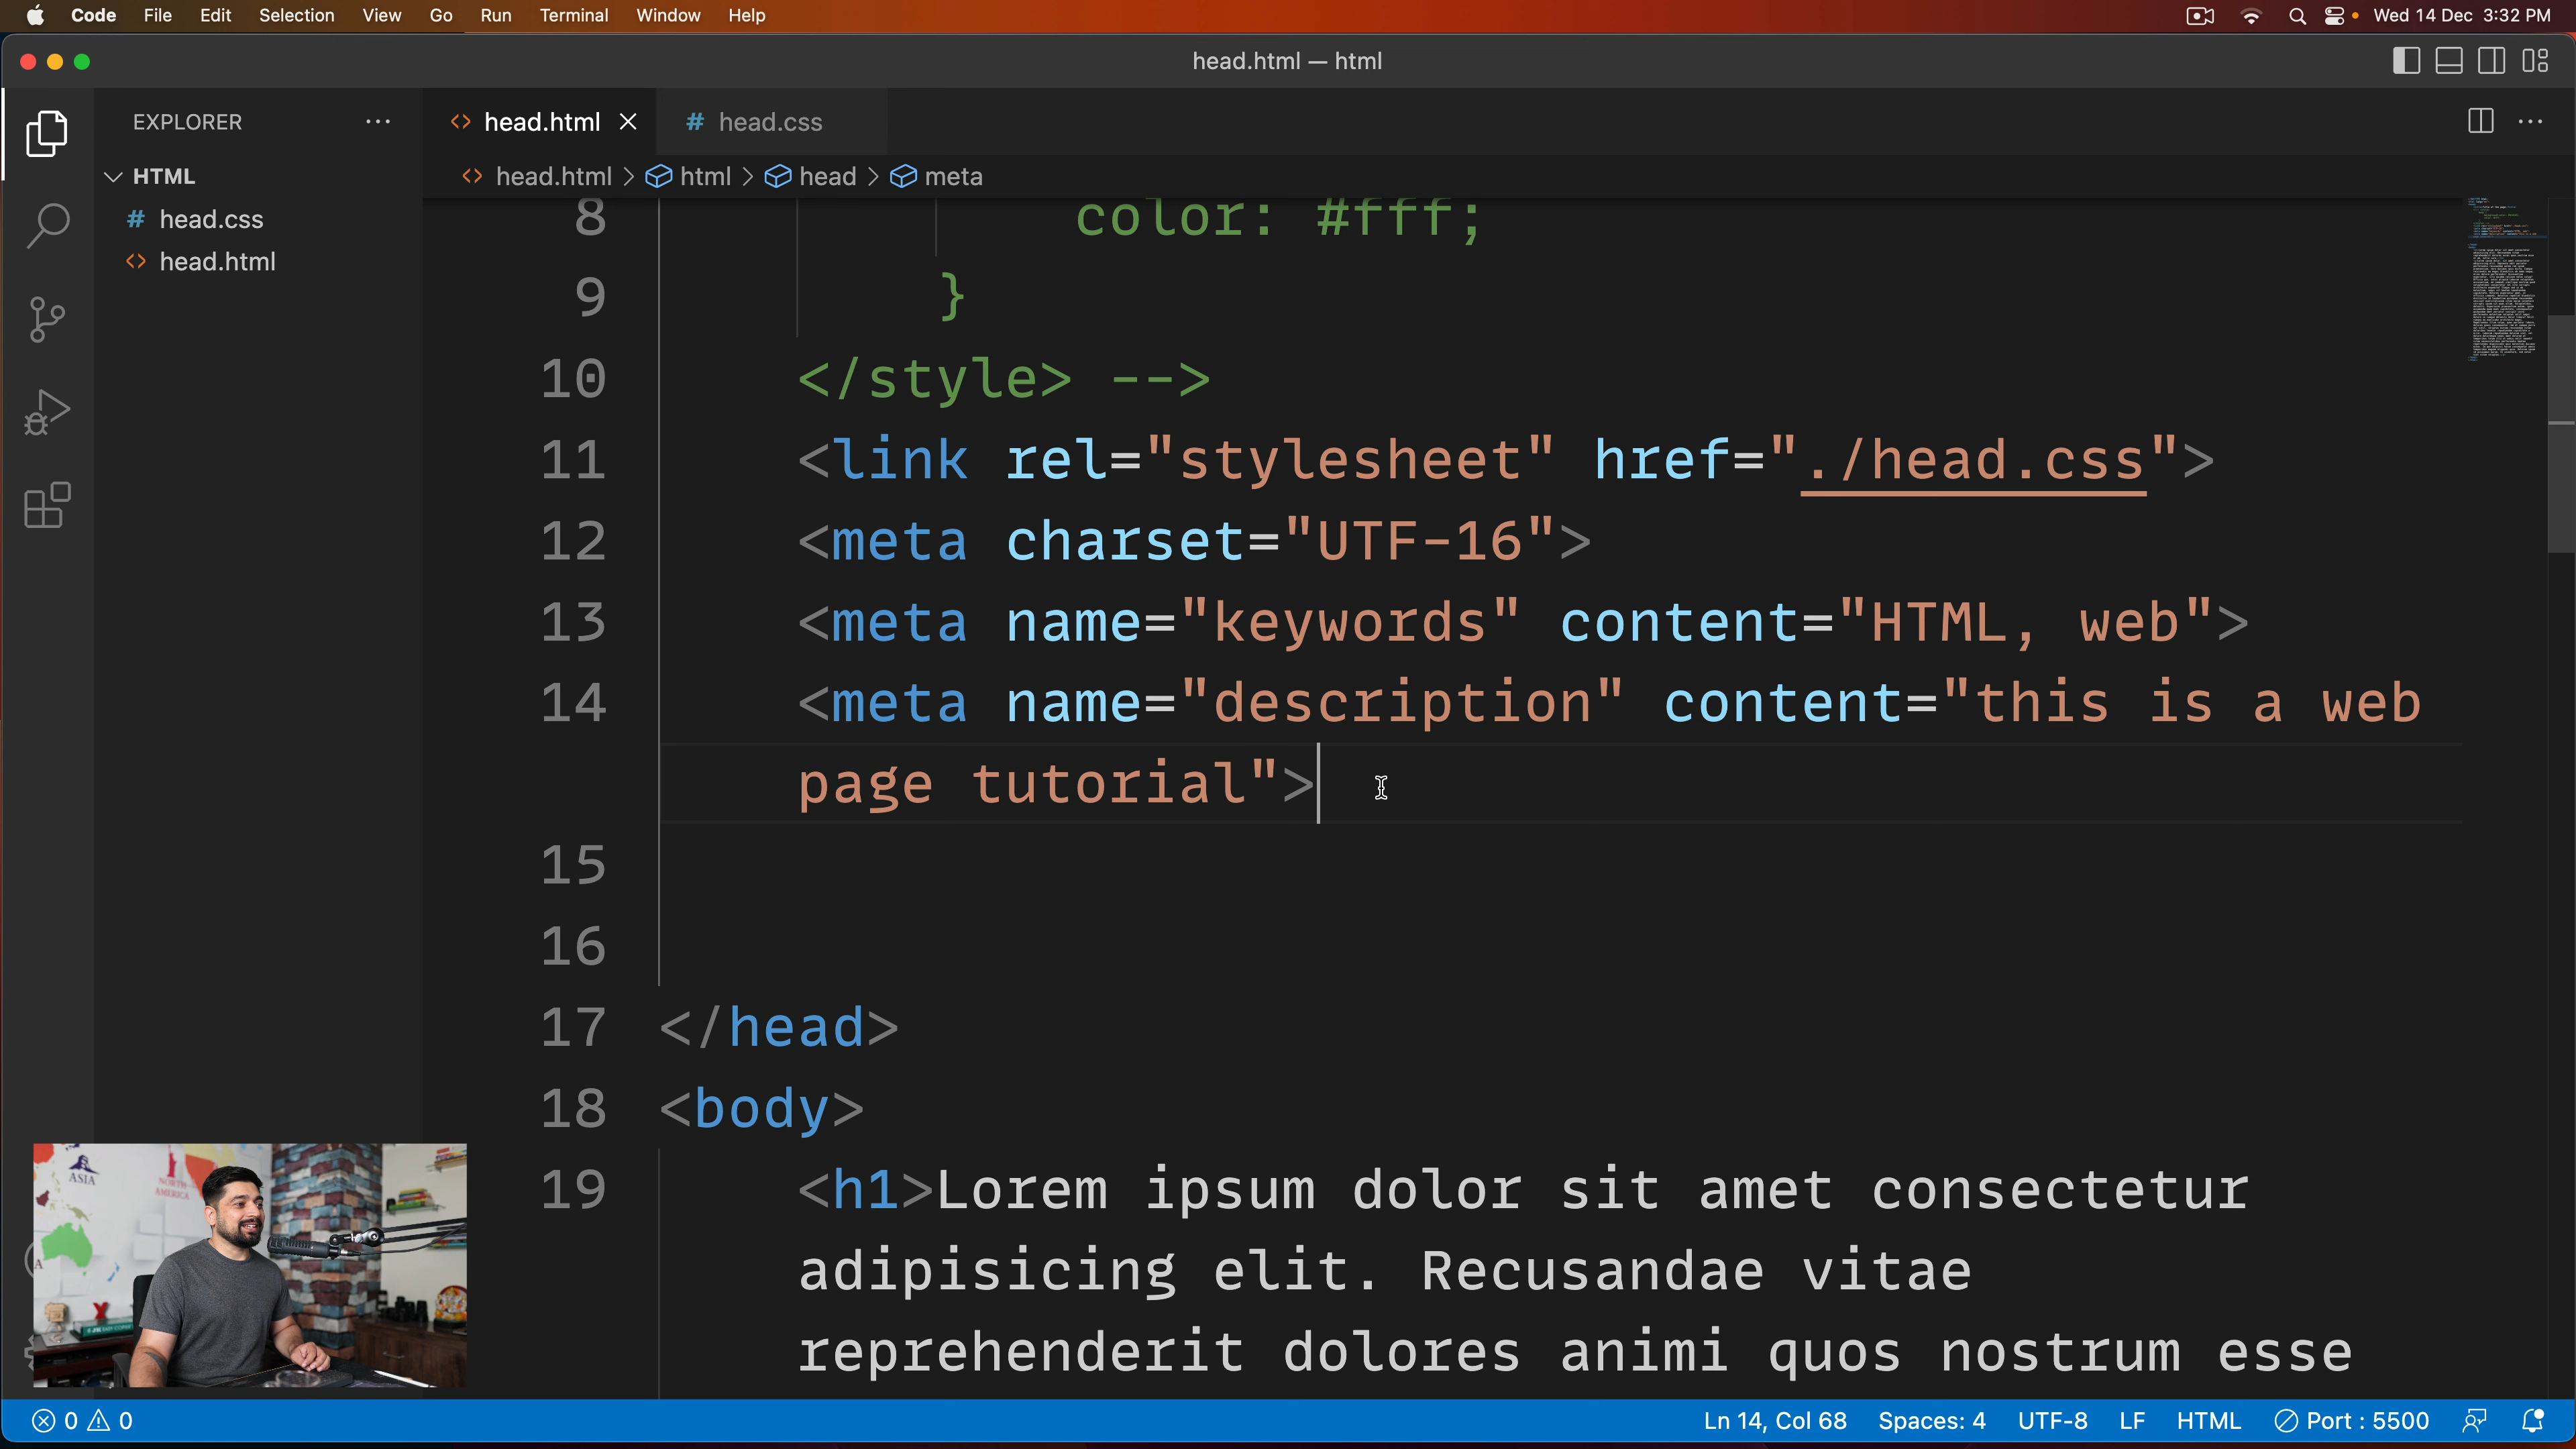 Code File Edit Selection View Go Run Terminal Window Help Wed 14 Dec 3:32 PM
head.html — html
EXPLORER ···
head.html
head.css
HTML
head.html > html > head > meta
head.css
head.html
8 color: #fff;
9 }
10 </style> -->
11 <link rel="stylesheet" href="./head.css">
12 <meta charset="UTF-16">
13 <meta name="keywords" content="HTML, web">
14 <meta name="description" content="this is a web
page tutorial">
15
16
17 </head>
18 <body>
19 <h1>Lorem ipsum dolor sit amet consectetur
adipisicing elit. Recusandae vitae
reprehenderit dolores animi quos nostrum esse
ASIA
NORTH
AMERICA
0 0 Ln 14, Col 68 Spaces: 4 UTF-8 LF HTML Port : 5500